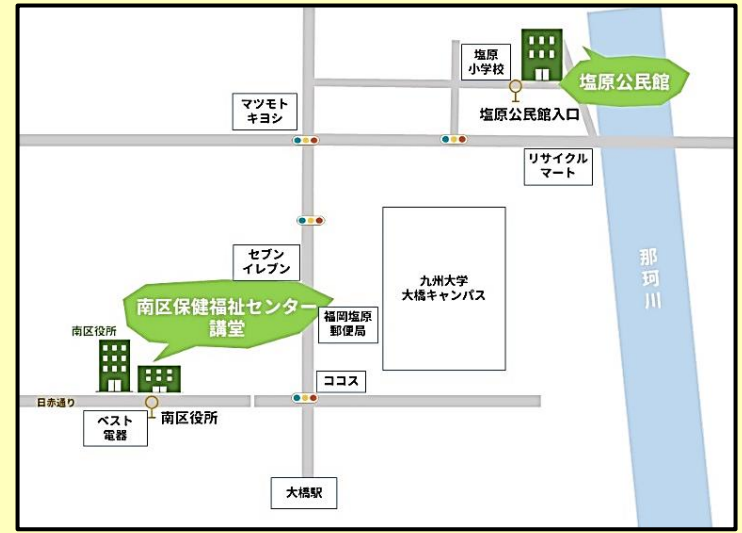 塩原
小学校
塩原公民館
塩原公民館入口
マツモト
キヨシ
リサイクル
マート
セブン
イレブン
九州大学
大橋キャンパス
那珂川
南区保健福祉センター
講堂
福岡塩原
郵便局
南区役所
ココス
日赤通り
ベスト
電器
南区役所
大橋駅